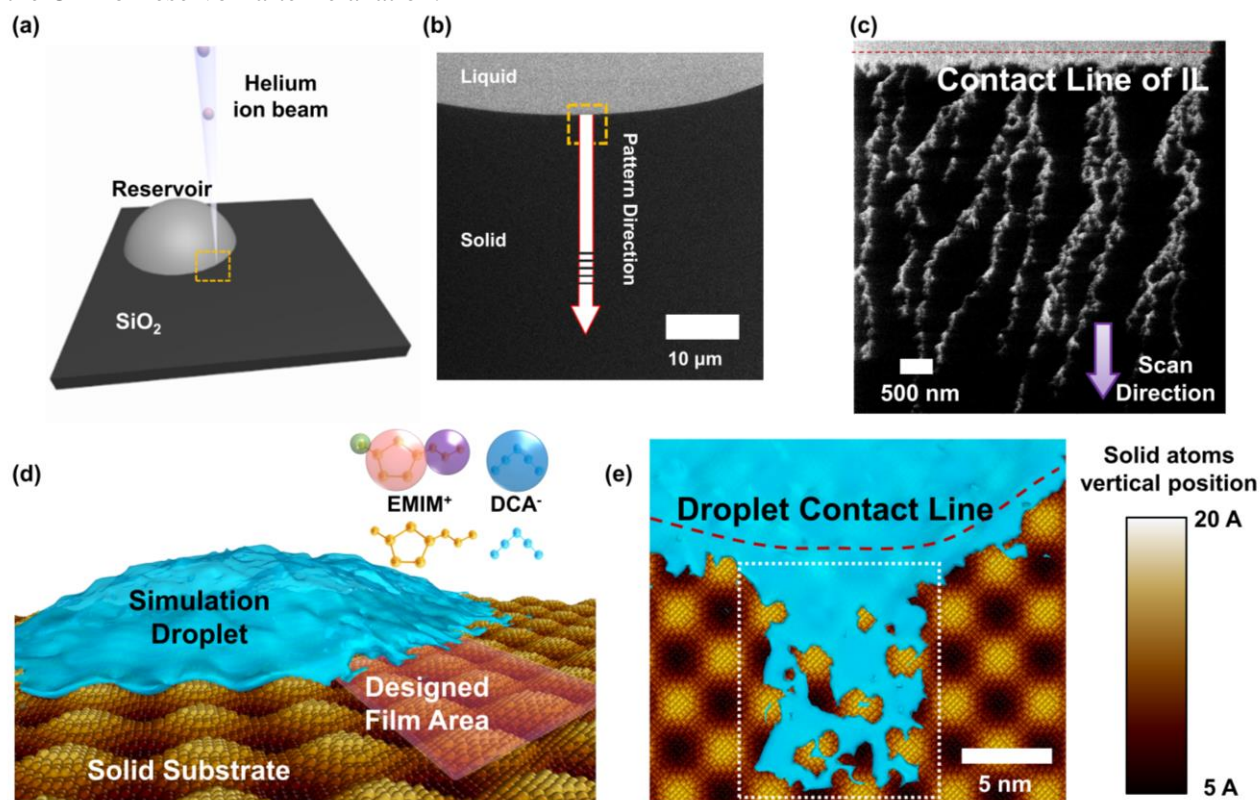 (a)
Helium
ion beam
Reservoir
SiO2
(b)
Liquid
Solid
Pattern Direction
10 μm
(c)
Contact Line of IL
500 nm
Scan
Direction
(d)
EMIM+
DCA-
Simulation
Droplet
Designed
Film Area
Solid Substrate
(e)
Droplet Contact Line
5 nm
Solid atoms
vertical position
20 A
5 A